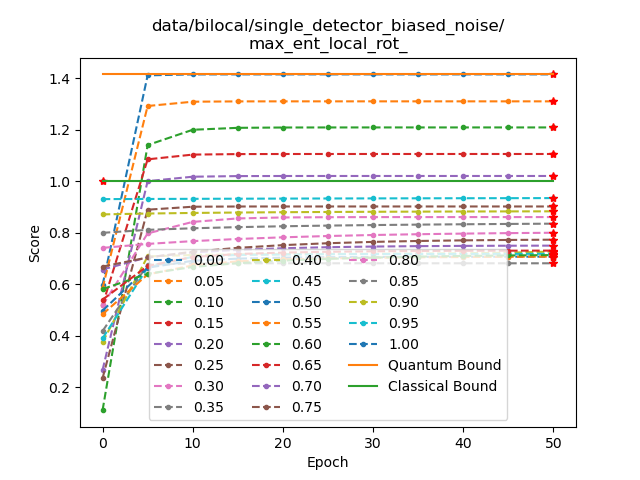 data/bilocal/single_detector_biased_noise/
max_ent_local_rot_
Score
1.4
1.2
1.0
0.8
0.6
0.4
0.2
0.00 0.40 0.80
0.05 0.45 0.85
0.10 0.50 0.90
0.15 0.55 0.95
0.20 0.60 1.00
0.25 0.65 Quantum Bound
0.30 0.70 Classical Bound
0.35 0.75
0 10 20 30 40 50
Epoch